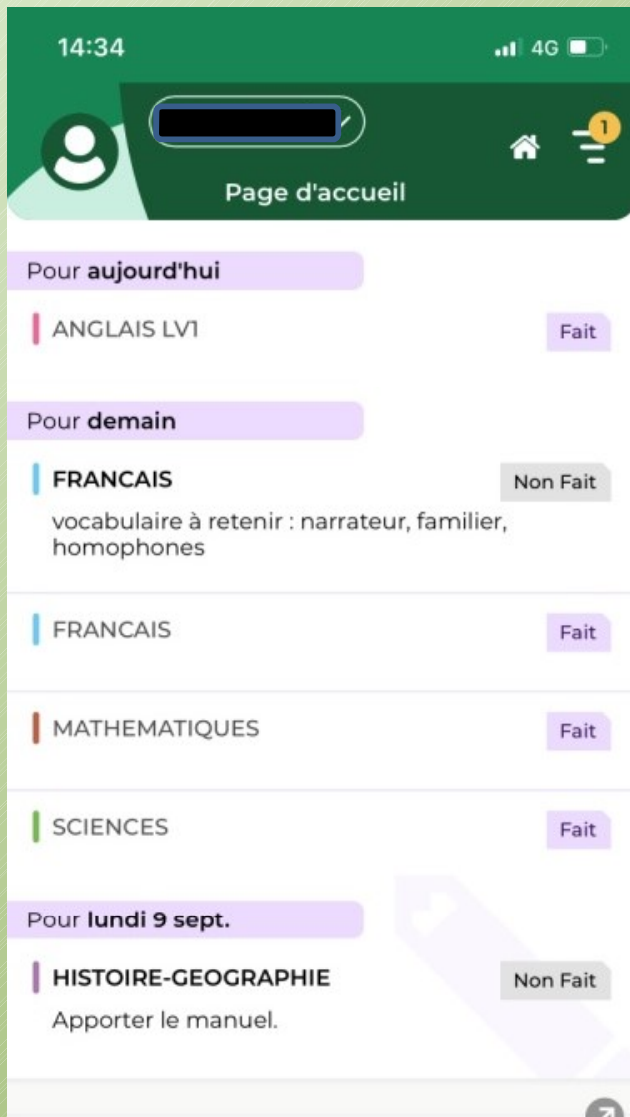 14:34
4G
1
Page d'accueil
Pour aujourd'hui
ANGLAIS LV1
Fait
Pour demain
FRANCAIS
Non Fait
vocabulaire à retenir : narrateur, familier,
homophones
FRANCAIS
Fait
MATHEMATIQUES
Fait
SCIENCES
Fait
Pour lundi 9 sept.
HISTOIRE-GEOGRAPHIE
Non Fait
Apporter le manuel.